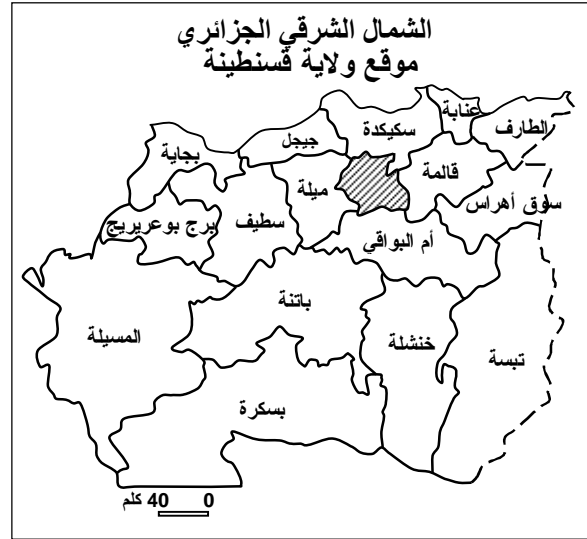 الشمال الشرقي الجزائري
موقع ولاية قسنطينة
عنابة
الطارف
سكيكدة
جيجل
بجاية
قالمة
ميلة
سوق أهراس
سطيف
برج بوعريريج
أم البواقي
باتنة
المسيلة
خنشلة
تبسة
بسكرة
0 40 كلم